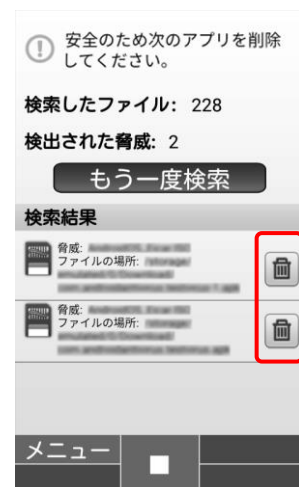 安全のため次のアプリを削除
してください。
検索したファイル: 228
検出された脅威: 2
もう一度検索
検索結果
脅威:
ファイルの場所:
脅威:
ファイルの場所:
メニュー